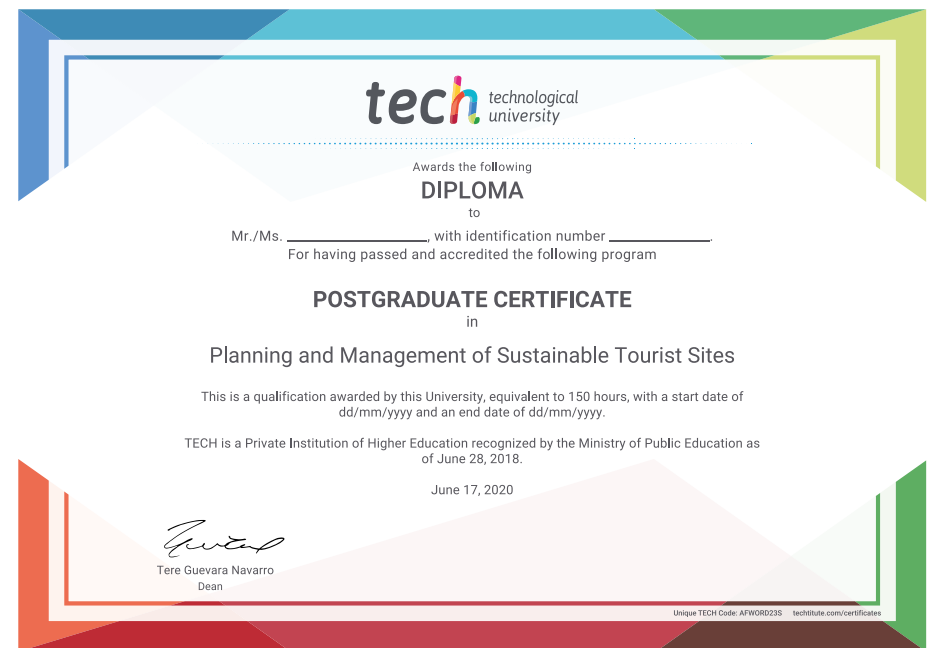 tech technological
university
Awards the following
DIPLOMA
to
Mr./Ms. ____________, with identification number ____________.
For having passed and accredited the following program
POSTGRADUATE CERTIFICATE
in
Planning and Management of Sustainable Tourist Sites
This is a qualification awarded by this University, equivalent to 150 hours, with a start date of
dd/mm/yyyy and an end date of dd/mm/yyyy.
TECH is a Private Institution of Higher Education recognized by the Ministry of Public Education as
of June 28, 2018.
June 17, 2020
Tere Guevara Navarro
Dean
Unique TECH Code: AFWORD23S techtitute.com/certificates